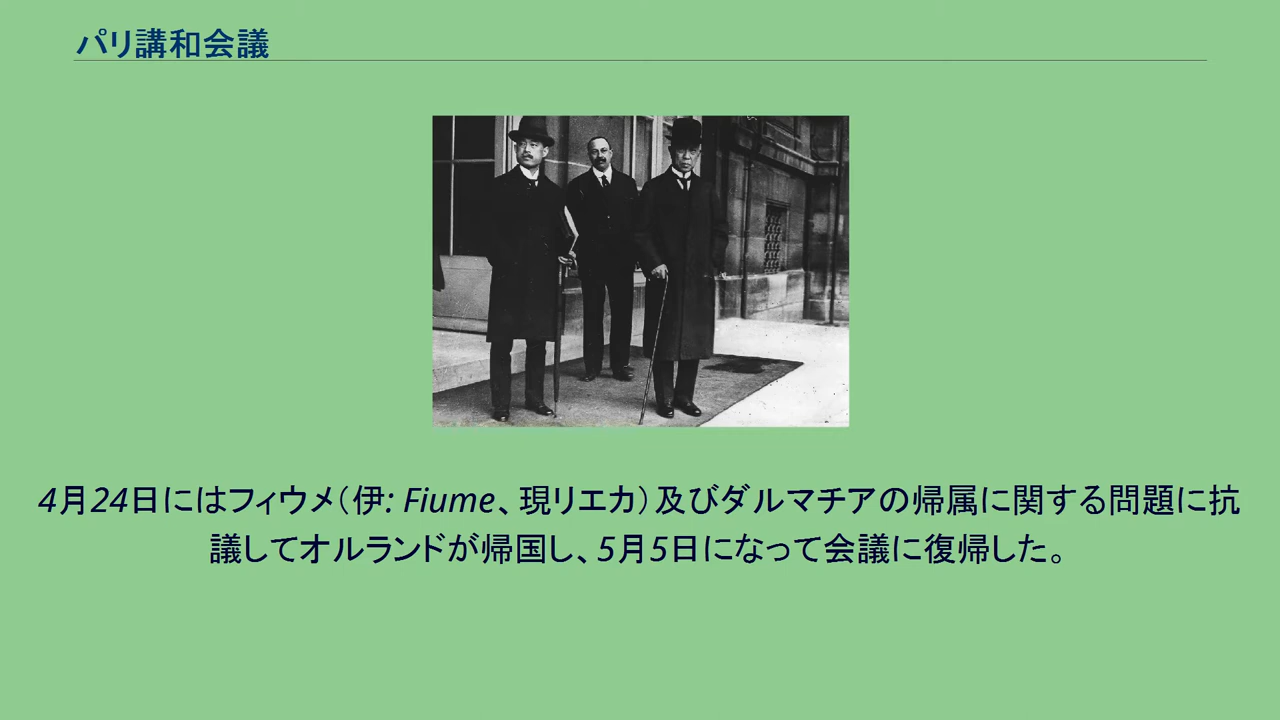 パリ講和会議
4月24日にはフィウメ（伊: Fiume、現リエカ）及びダルマチアの帰属に関する問題に抗
議してオルランドが帰国し、5月5日になって会議に復帰した。